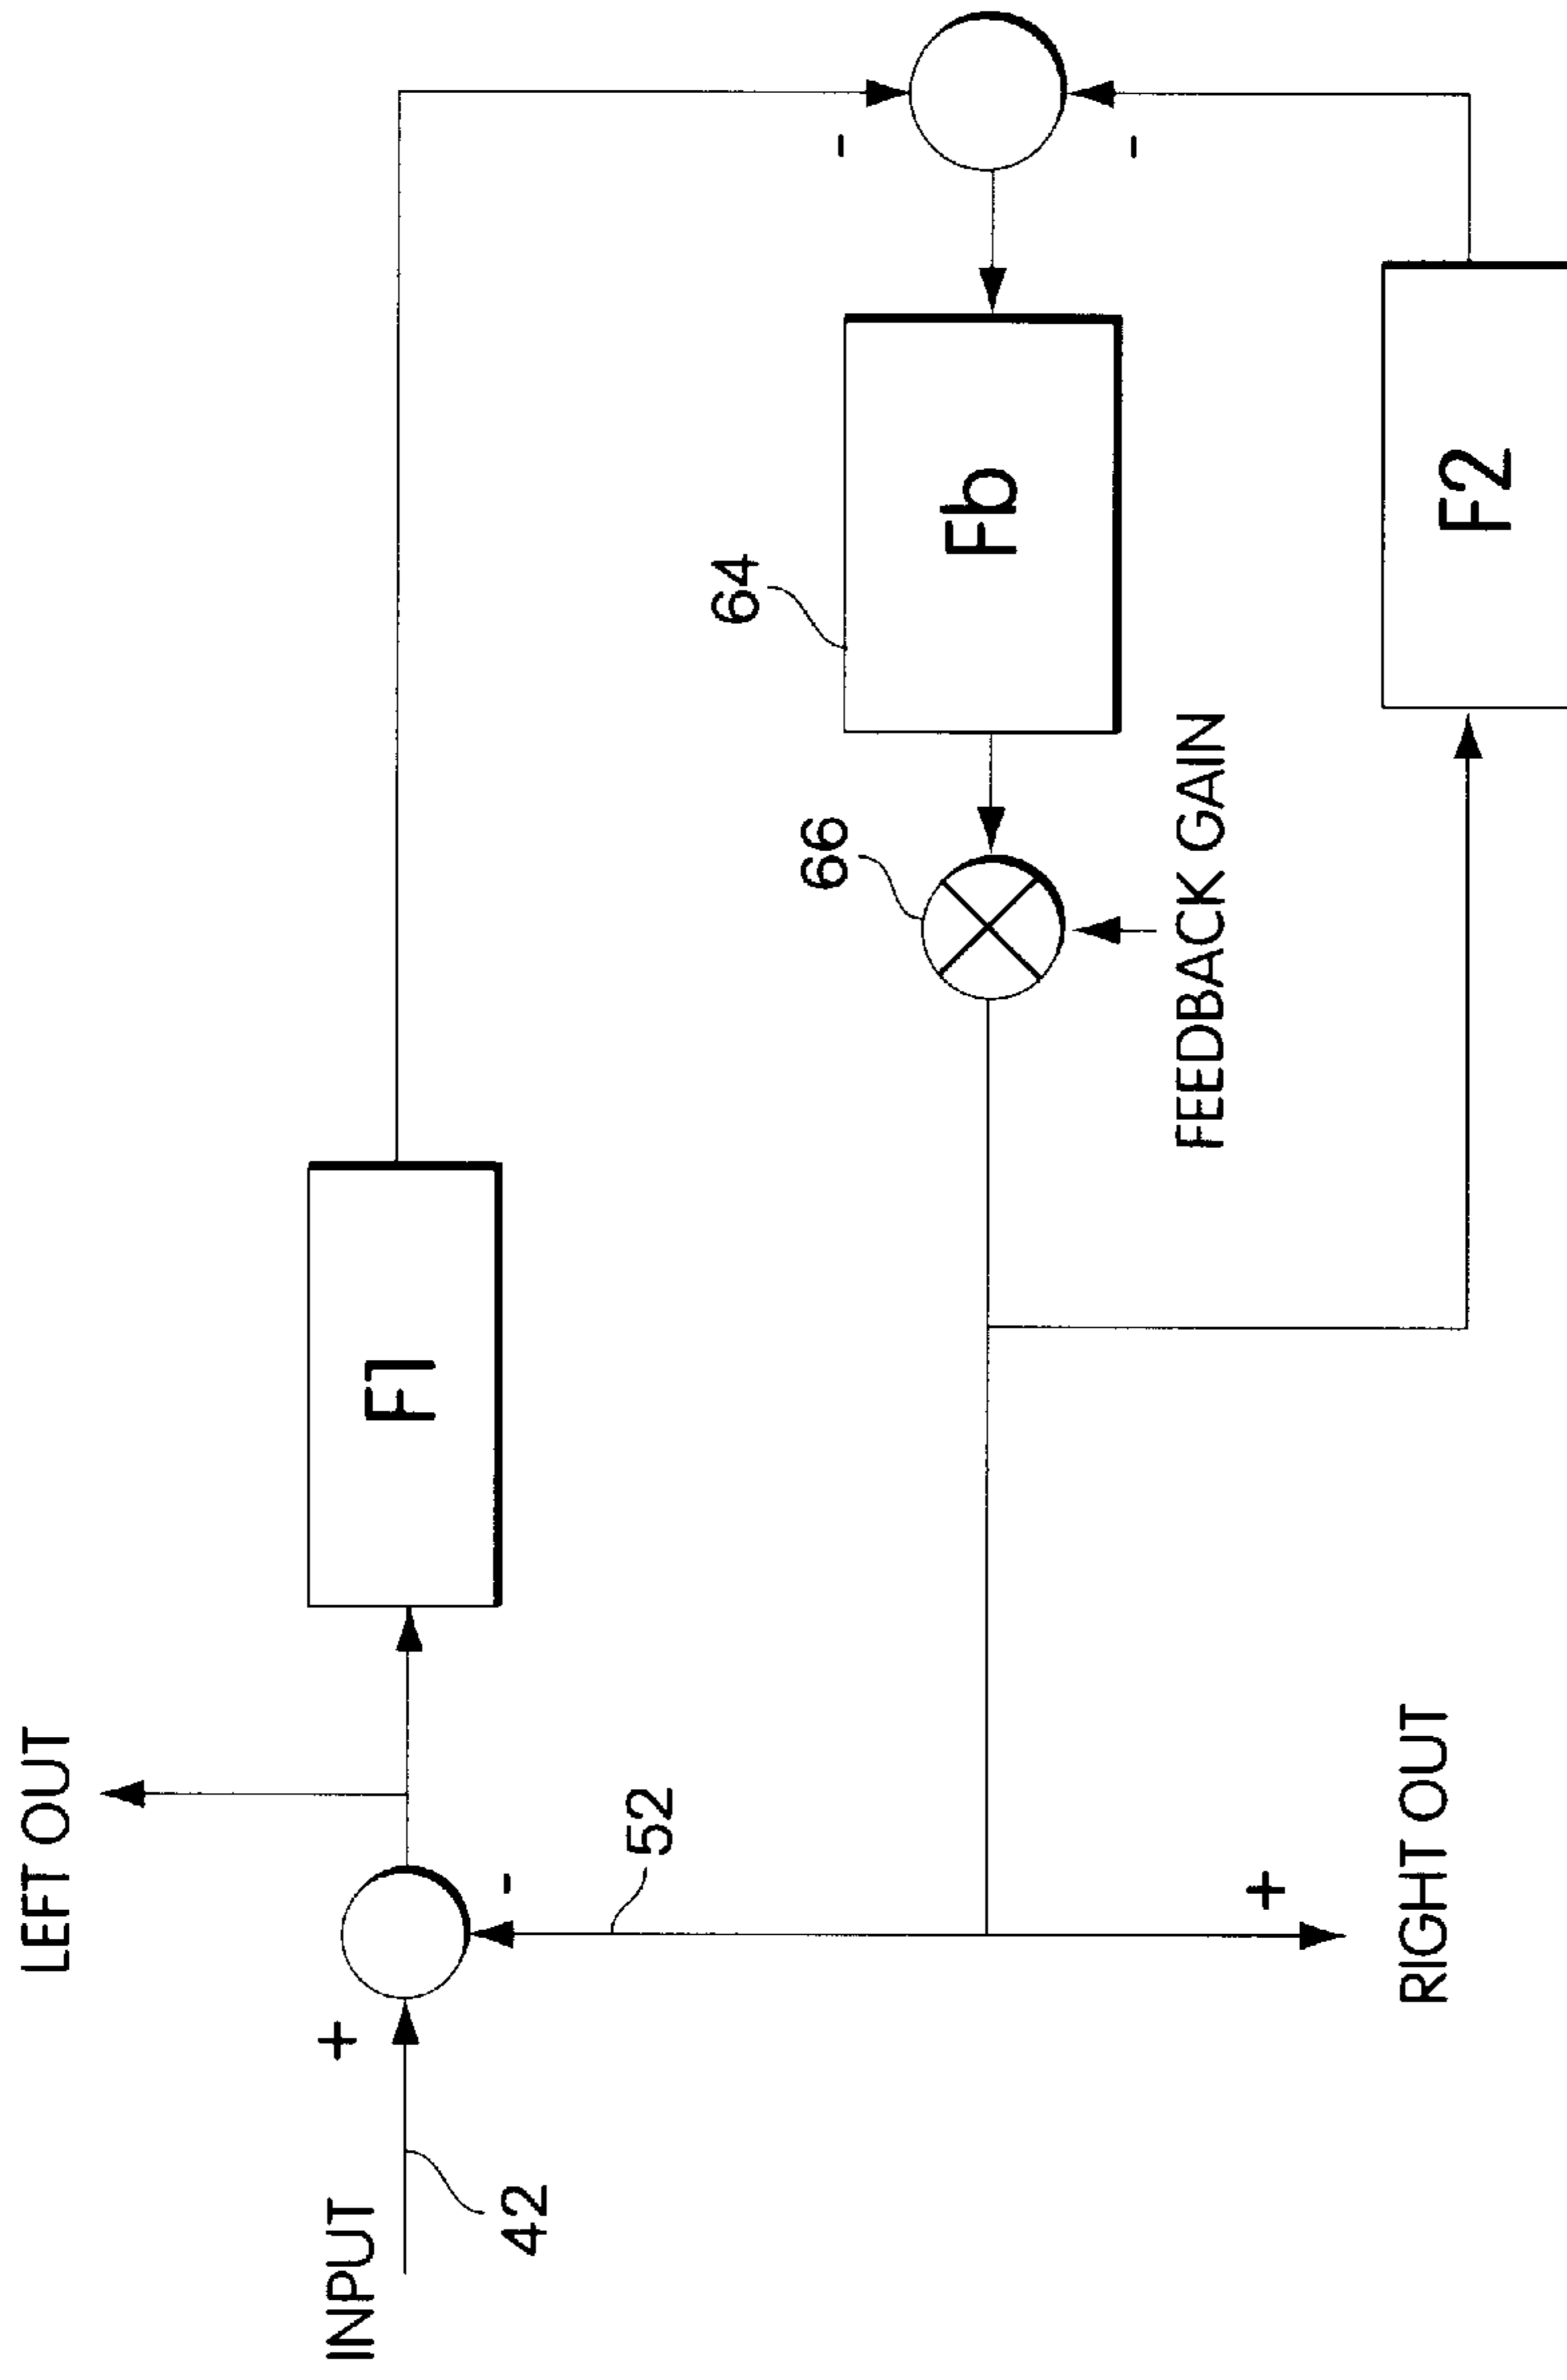 LEFT OUT
INPUT
+
42
-
52
F1
-
64
66
Fb
-
FEEDBACK GAIN
+
RIGHT OUT
F2